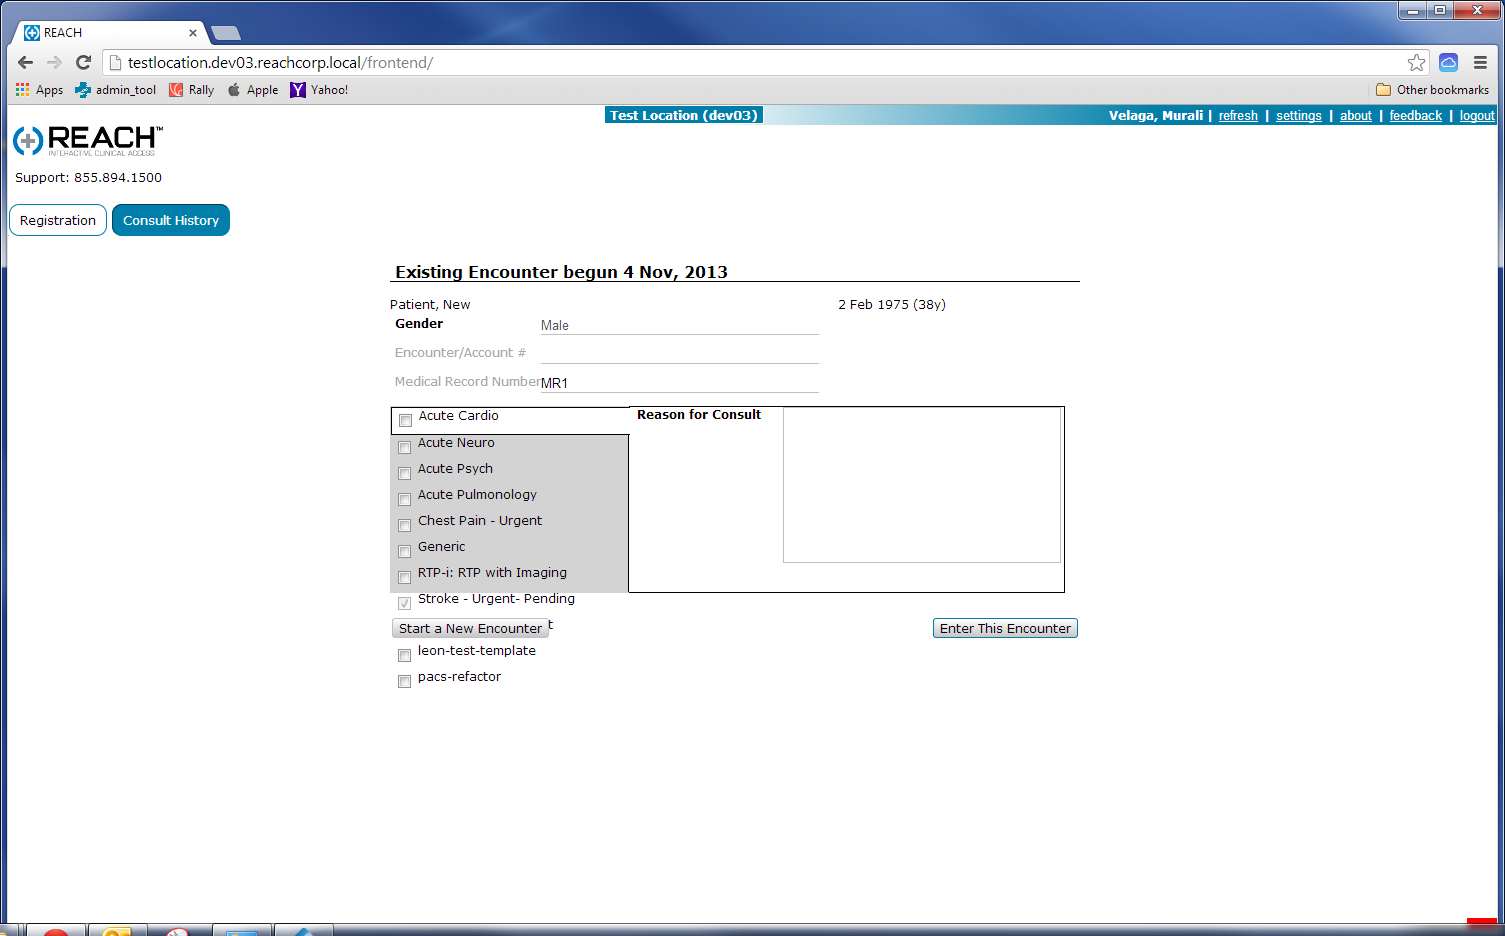 REACH
testlocation.dev03.reachcorp.local/frontend/
Apps admin_tool Rally Apple Yahoo! Other bookmarks
Test Location (dev03) Velaga, Murali | refresh | settings | about | feedback | logout
REACH™
INTERACTIVE CLINICAL ACCESS
Support: 855.894.1500
Registration Consult History
Existing Encounter begun 4 Nov, 2013
Patient, New 2 Feb 1975 (38y)
Gender Male
Encounter/Account #
Medical Record Number MR1
Acute Cardio Reason for Consult
Acute Neuro
Acute Psych
Acute Pulmonology
Chest Pain - Urgent
Generic
RTP-i: RTP with Imaging
Stroke - Urgent- Pending
Start a New Encounter t Enter This Encounter
leon-test-template
pacs-refactor